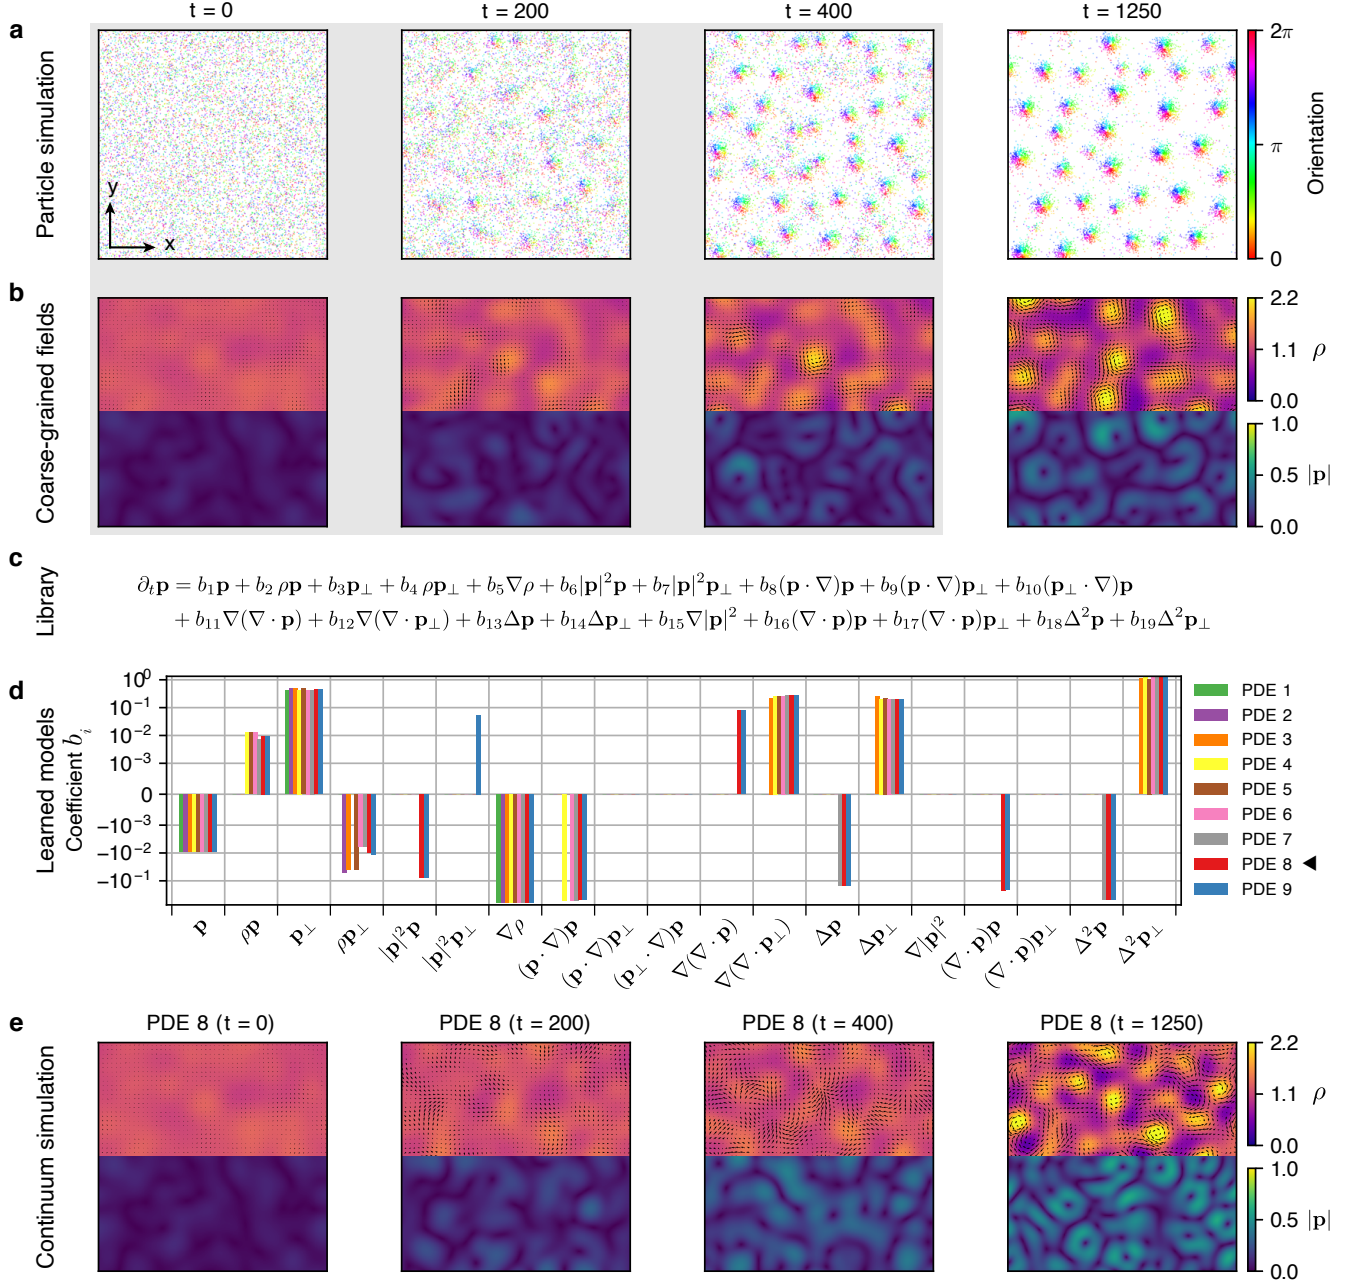 t = 0
t = 200
t = 400
t = 1250
a
Particle simulation
y
x
2π
π
0
Orientation
b
Coarse-grained fields
2.2
1.1
0.0
ρ
1.0
0.5
0.0
|p|
c
Library
∂ₜp = b₁p + b₂ ρp + b₃p⊥ + b₄ ρp⊥ + b₅∇ρ + b₆|p|²p + b₇|p|²p⊥ + b₈(p · ∇)p + b₉(p · ∇)p⊥ + b₁₀(p⊥ · ∇)p
+ b₁₁∇(∇ · p) + b₁₂∇(∇ · p⊥) + b₁₃Δp + b₁₄Δp⊥ + b₁₅∇|p|² + b₁₆(∇ · p)p + b₁₇(∇ · p)p⊥ + b₁₈Δ²p + b₁₉Δ²p⊥
d
Learned models
Coefficient bᵢ
10⁰
10⁻¹
10⁻²
10⁻³
0
−10⁻³
−10⁻²
−10⁻¹
p
ρp
p⊥
ρp⊥
|p|²p
|p|²p⊥
∇ρ
(p · ∇)p
(p · ∇)p⊥
(p⊥ · ∇)p
∇(∇ · p)
∇(∇ · p⊥)
Δp
Δp⊥
∇|p|²
(∇ · p)p
(∇ · p)p⊥
Δ²p
Δ²p⊥
PDE 1
PDE 2
PDE 3
PDE 4
PDE 5
PDE 6
PDE 7
PDE 8 ◀
PDE 9
e
Continuum simulation
PDE 8 (t = 0)
PDE 8 (t = 200)
PDE 8 (t = 400)
PDE 8 (t = 1250)
2.2
1.1
0.0
ρ
1.0
0.5
0.0
|p|